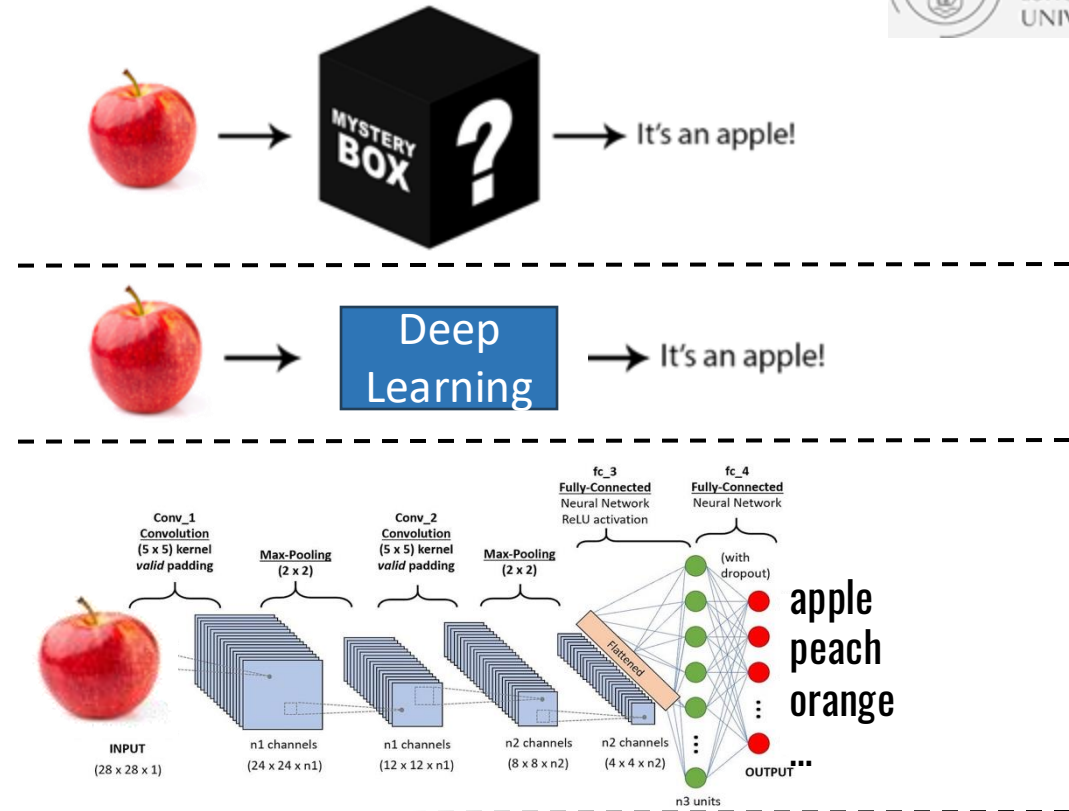 UNIV
MYSTERY
BOX
?
It's an apple!
Deep
Learning
It's an apple!
fc_3
Fully-Connected
Neural Network
ReLU activation
fc_4
Fully-Connected
Neural Network
Conv_1
Convolution
(5 x 5) kernel
valid padding
Max-Pooling
(2 x 2)
Conv_2
Convolution
(5 x 5) kernel
valid padding
Max-Pooling
(2 x 2)
(with
dropout)
Flattened
apple
peach
orange
...
INPUT
(28 x 28 x 1)
n1 channels
(24 x 24 x n1)
n1 channels
(12 x 12 x n1)
n2 channels
(8 x 8 x n2)
n2 channels
(4 x 4 x n2)
OUTPUT
n3 units